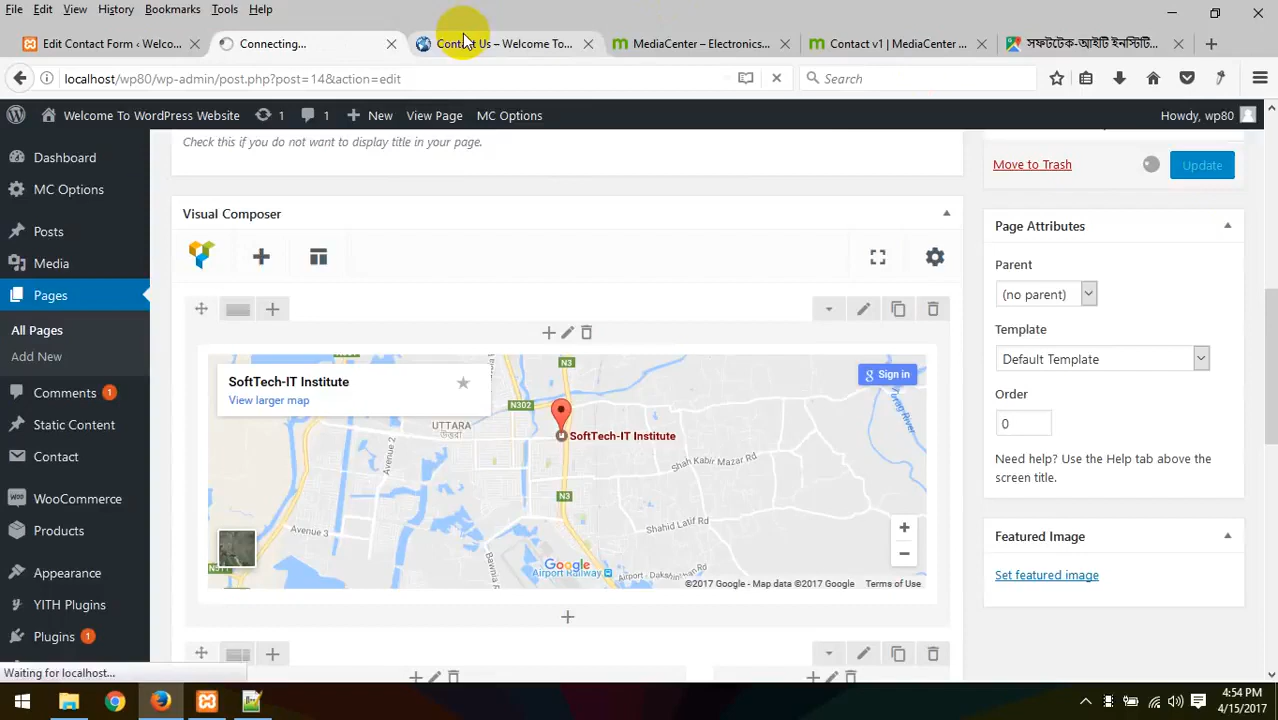 File Edit View History Bookmarks Tools Help
Edit Contact Form ‹ Welco...
Connecting...
Contact Us – Welcome To...
MediaCenter – Electronics...
Contact v1 | MediaCenter ...
সফটটেক-আইটি ইনস্টিটি...
localhost/wp80/wp-admin/post.php?post=14&action=edit
Search
Welcome To WordPress Website 1 1 New View Page MC Options
Howdy, wp80
Dashboard
MC Options
Posts
Media
Pages
All Pages
Add New
Comments 1
Static Content
Contact
WooCommerce
Products
Appearance
YITH Plugins
Plugins 1
Check this if you do not want to display title in your page.
Visual Composer
SoftTech-IT Institute
View larger map
Sign in
N3
N302
UTTARA
উত্তরা
SoftTech-IT Institute
Avenue 2
Shah Kabir Mazar Rd
Turag River
N3
Avenue 3
Shahid Latif Rd
Google
Airport Railway
©2017 Google - Map data ©2017 Google Terms of Use
Move to Trash
Update
Page Attributes
Parent
(no parent)
Template
Default Template
Order
0
Need help? Use the Help tab above the
screen title.
Featured Image
Set featured image
Waiting for localhost...
4:54 PM
4/15/2017